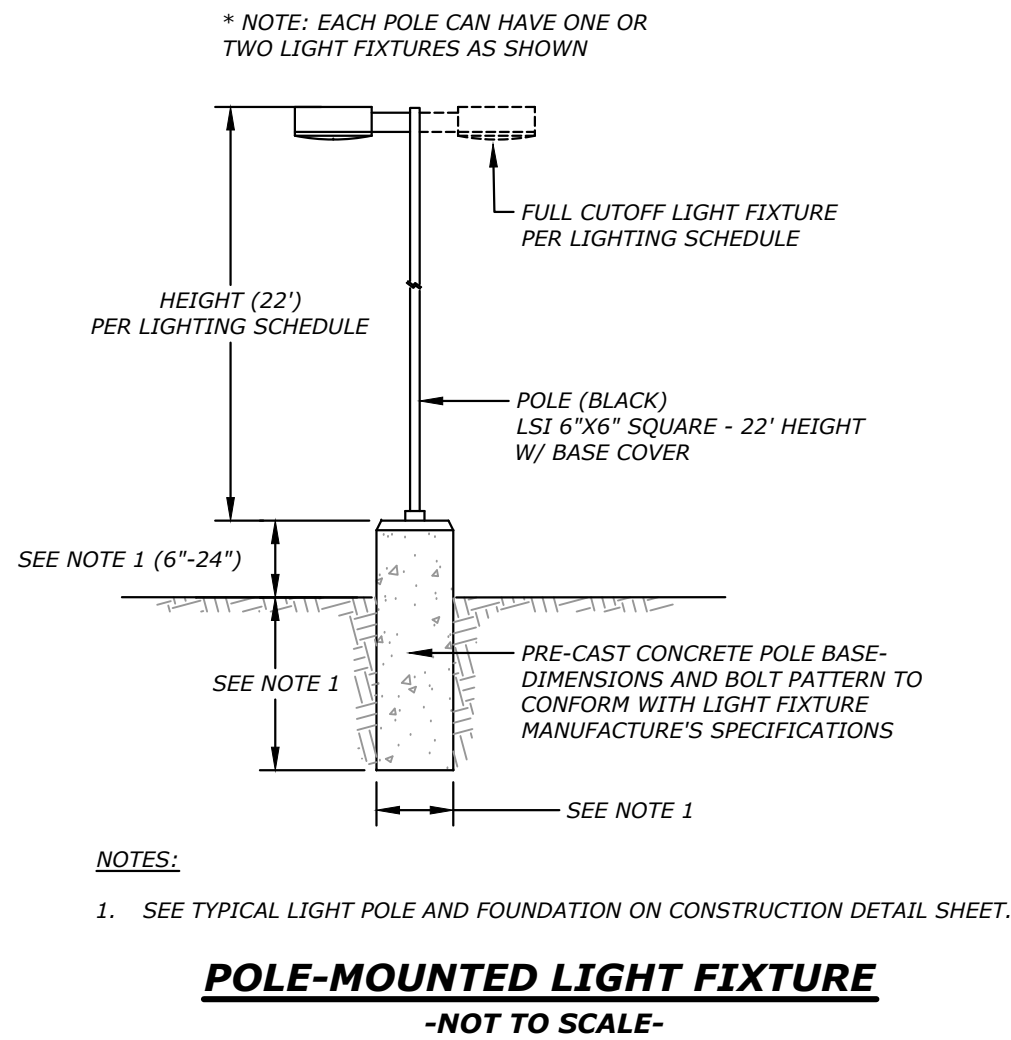 * NOTE: EACH POLE CAN HAVE ONE OR
TWO LIGHT FIXTURES AS SHOWN
FULL CUTOFF LIGHT FIXTURE
PER LIGHTING SCHEDULE
HEIGHT (22')
PER LIGHTING SCHEDULE
POLE (BLACK)
LSI 6"X6" SQUARE - 22' HEIGHT
W/ BASE COVER
SEE NOTE 1 (6"-24")
SEE NOTE 1
PRE-CAST CONCRETE POLE BASE-
DIMENSIONS AND BOLT PATTERN TO
CONFORM WITH LIGHT FIXTURE
MANUFACTURE'S SPECIFICATIONS
SEE NOTE 1
NOTES:
1. SEE TYPICAL LIGHT POLE AND FOUNDATION ON CONSTRUCTION DETAIL SHEET.
POLE-MOUNTED LIGHT FIXTURE
-NOT TO SCALE-